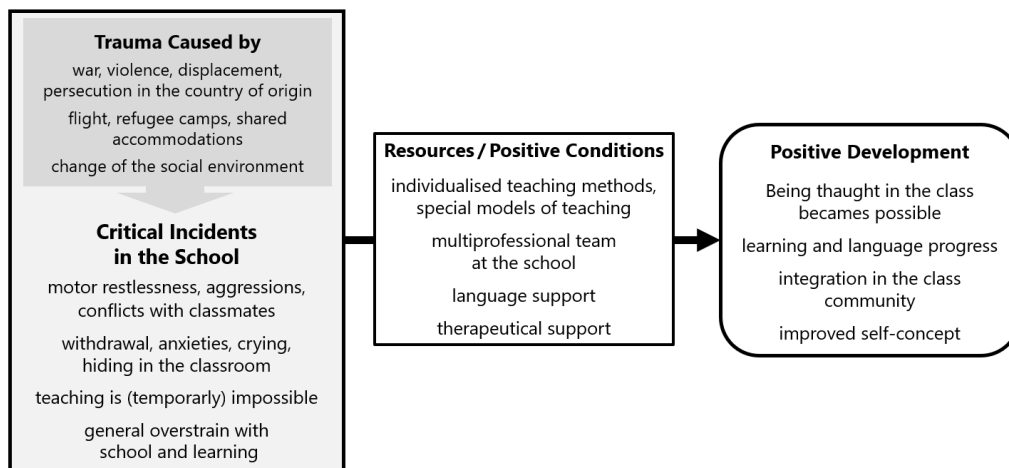 Trauma Caused by
war, violence, displacement,
persecution in the country of origin
flight, refugee camps, shared
accommodations
change of the social environment
Critical Incidents
in the School
motor restlessness, aggressions,
conflicts with classmates
withdrawal, anxieties, crying,
hiding in the classroom
teaching is (temporarly) impossible
general overstrain with
school and learning
Resources / Positive Conditions
individualised teaching methods,
special models of teaching
multiprofessional team
at the school
language support
therapeutical support
Positive Development
Being thaught in the class
becames possible
learning and language progress
integration in the class
community
improved self-concept